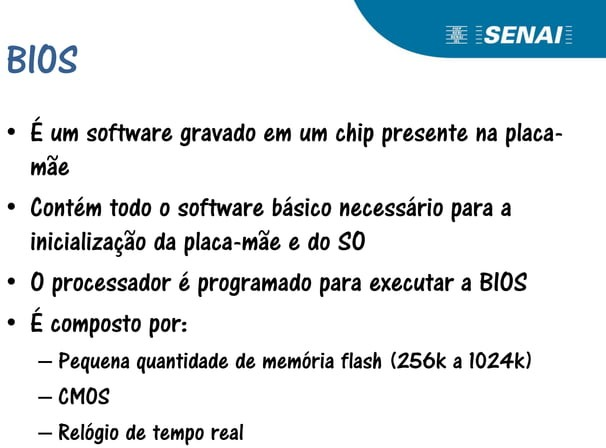 SENAI
BIOS
• É um software gravado em um chip presente na placa-
mãe
• Contém todo o software básico necessário para a
inicialização da placa-mãe e do SO
• O processador é programado para executar a BIOS
• É composto por:
– Pequena quantidade de memória flash (256k a 1024k)
– CMOS
– Relógio de tempo real